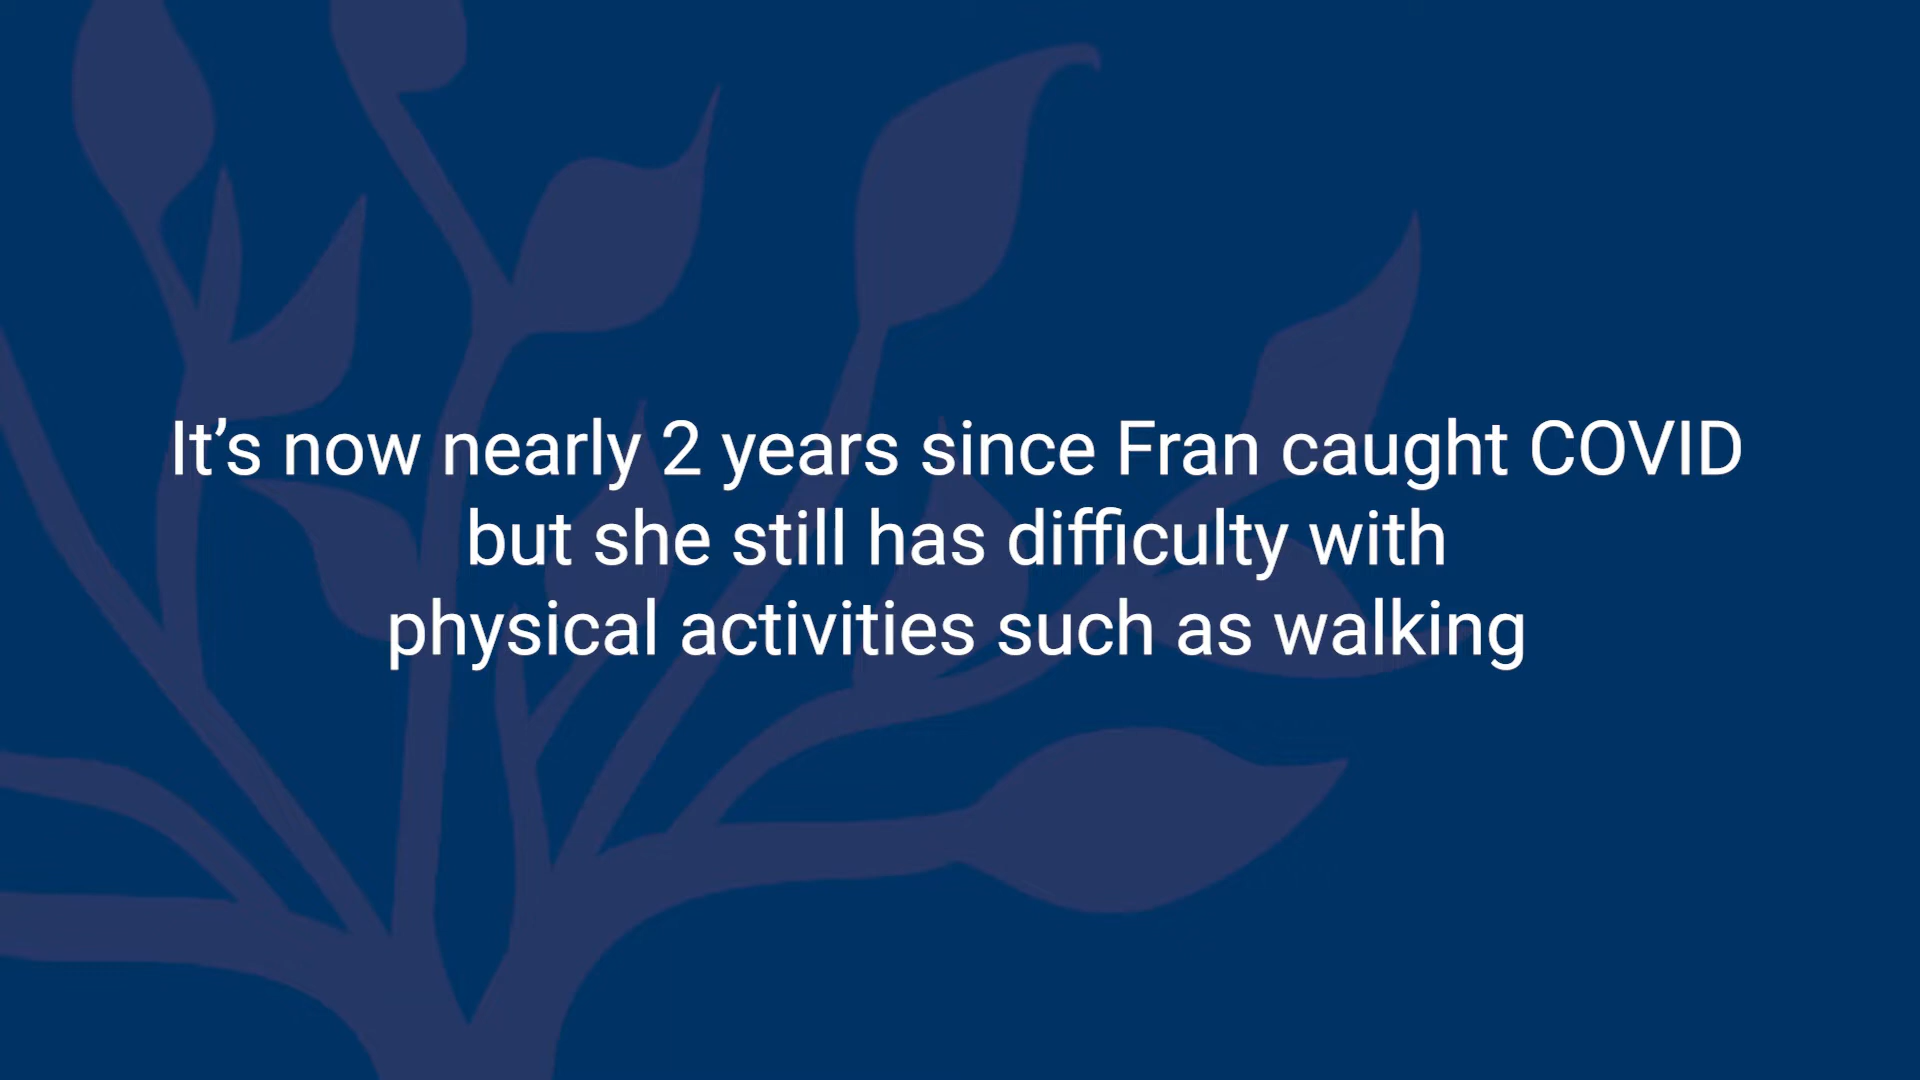 It’s now nearly 2 years since Fran caught COVID
but she still has difficulty with
physical activities such as walking